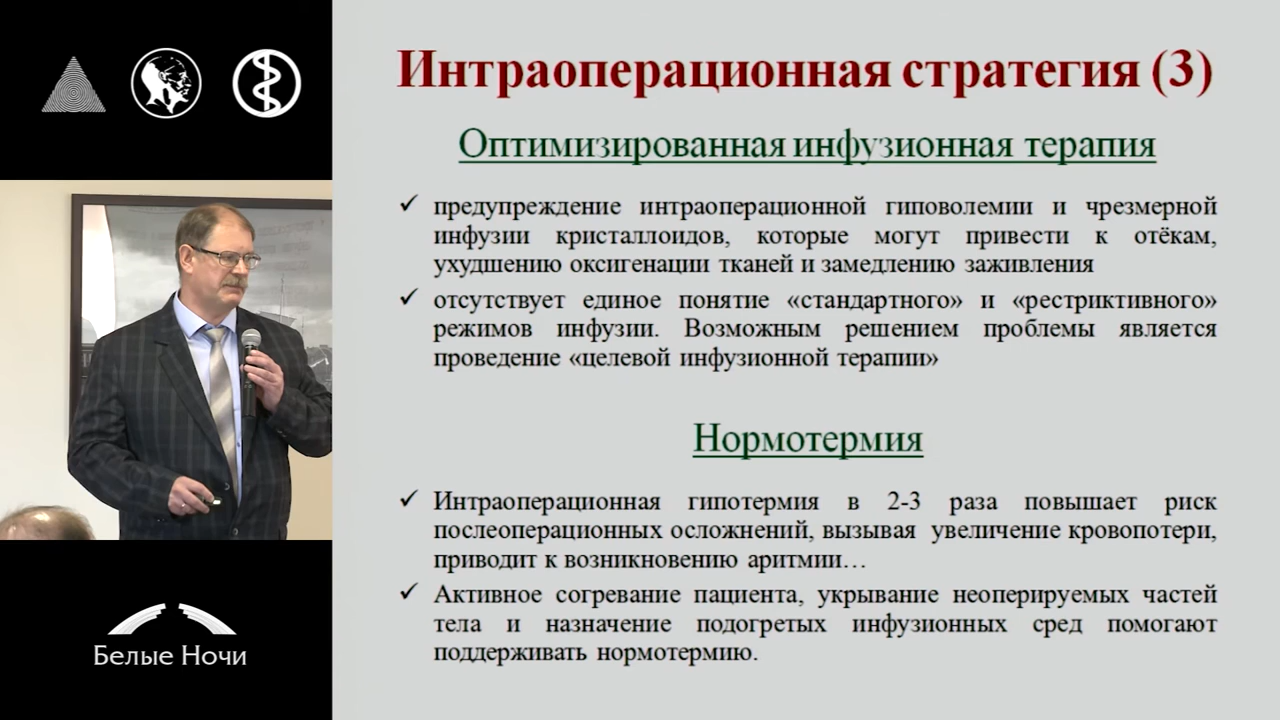 Интраоперационная стратегия (3)
Оптимизированная инфузионная терапия
✓ предупреждение интраоперационной гиповолемии и чрезмерной
инфузии кристаллоидов, которые могут привести к отёкам,
ухудшению оксигенации тканей и замедлению заживления
✓ отсутствует единое понятие «стандартного» и «рестриктивного»
режимов инфузии. Возможным решением проблемы является
проведение «целевой инфузионной терапии»
Нормотермия
✓ Интраоперационная гипотермия в 2-3 раза повышает риск
послеоперационных осложнений, вызывая увеличение кровопотери,
приводит к возникновению аритмии…
✓ Активное согревание пациента, укрывание неоперируемых частей
тела и назначение подогретых инфузионных сред помогают
поддерживать нормотермию.
Белые Ночи